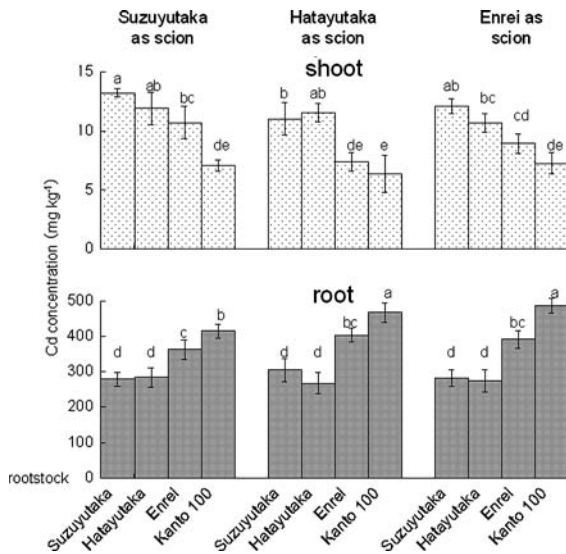 Suzuyutaka as scion
Hatayutaka as scion
Enrei as scion
shoot
15
10
5
0
a ab bc de
b ab de e
ab bc cd de
Cd concentration (mg kg⁻¹)
root
500
400
300
200
100
0
d d c b
d d bc a
d d bc a
rootstock
Suzuyutaka Hatayutaka Enrei Kanto 100
Suzuyutaka Hatayutaka Enrei Kanto 100
Suzuyutaka Hatayutaka Enrei Kanto 100